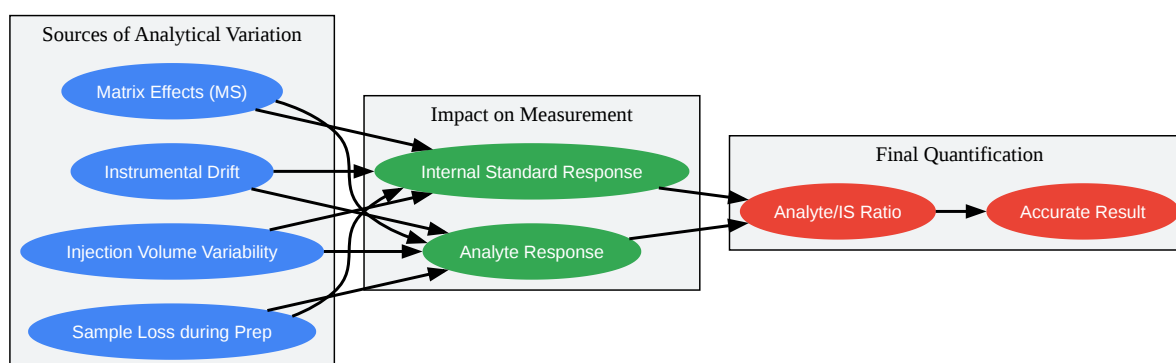 Sources of Analytical Variation
Matrix Effects (MS)
Instrumental Drift
Injection Volume Variability
Sample Loss during Prep
Impact on Measurement
Internal Standard Response
Analyte Response
Final Quantification
Analyte/IS Ratio
Accurate Result